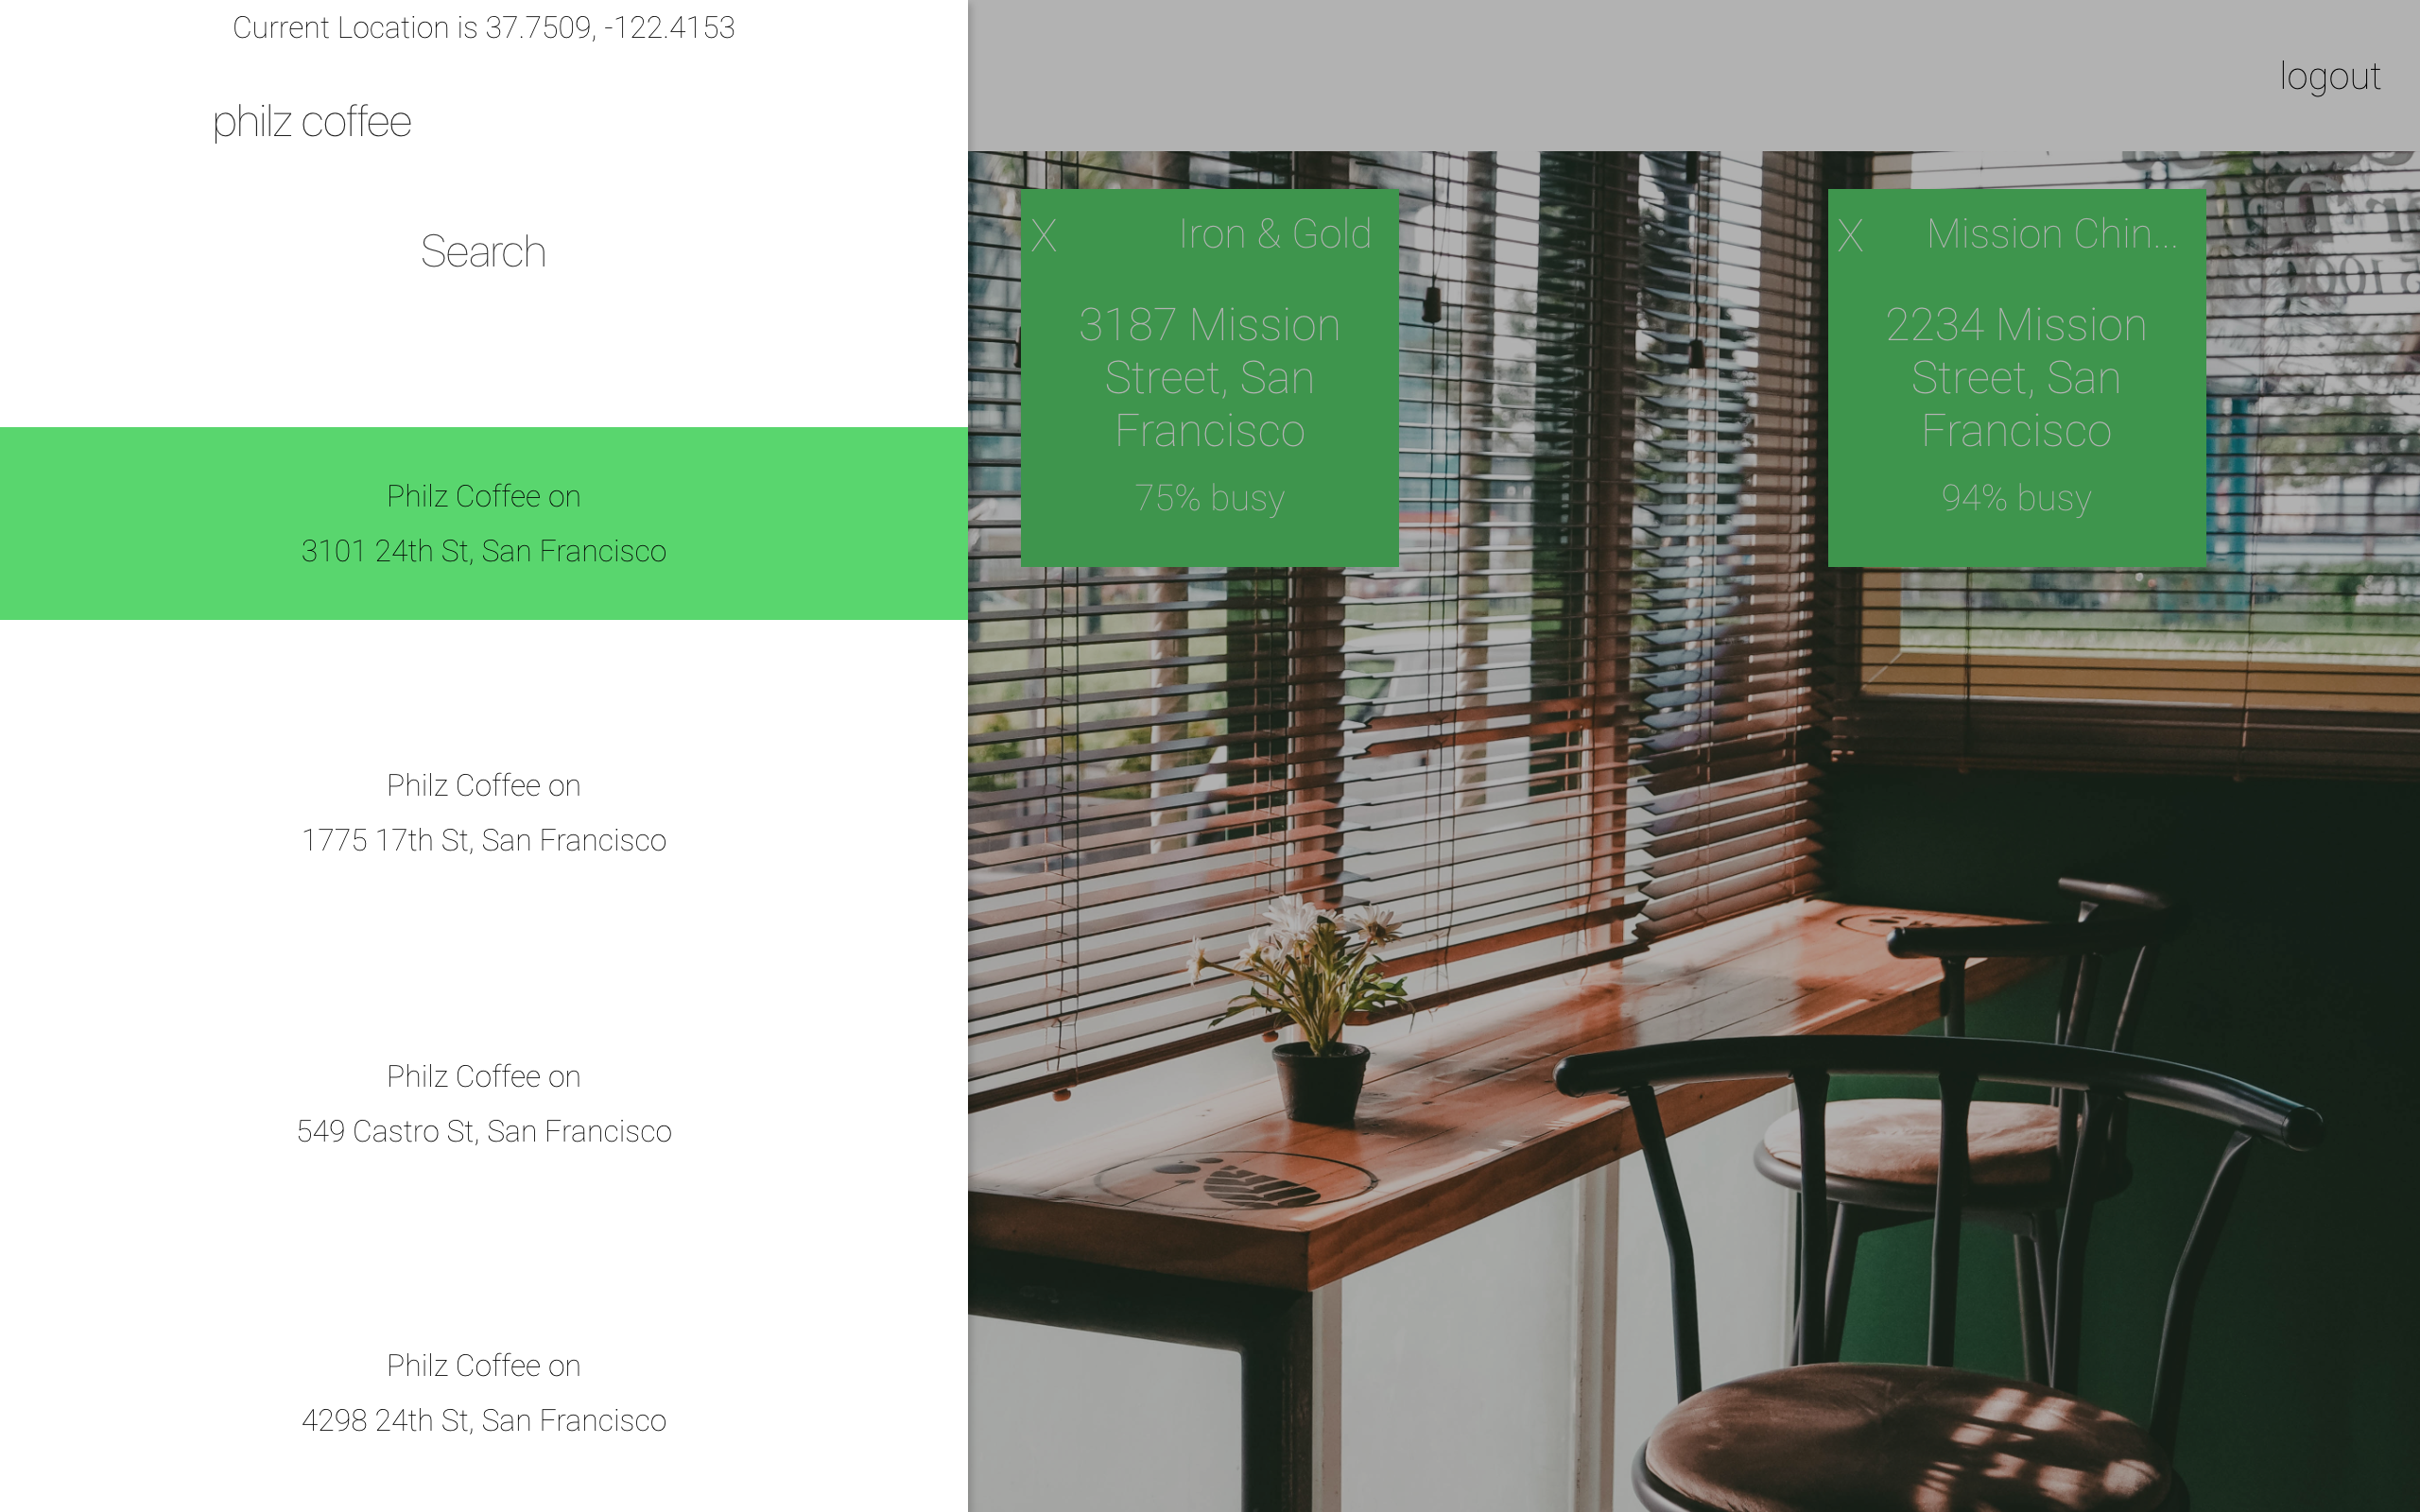 Current Location is 37.7509, -122.4153
philz coffee
Search
Philz Coffee on
3101 24th St, San Francisco
Philz Coffee on
1775 17th St, San Francisco
Philz Coffee on
549 Castro St, San Francisco
Philz Coffee on
4298 24th St, San Francisco
logout
X Iron & Gold
3187 Mission
Street, San
Francisco
75% busy
X Mission Chin...
2234 Mission
Street, San
Francisco
94% busy